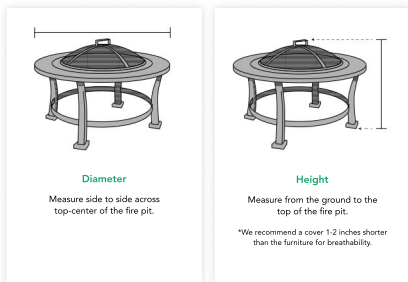 Diameter
Measure side to side across
top-center of the fire pit.
Height
Measure from the ground to the
top of the fire pit.
*We recommend a cover 1-2 inches shorter
than the furniture for breathability.